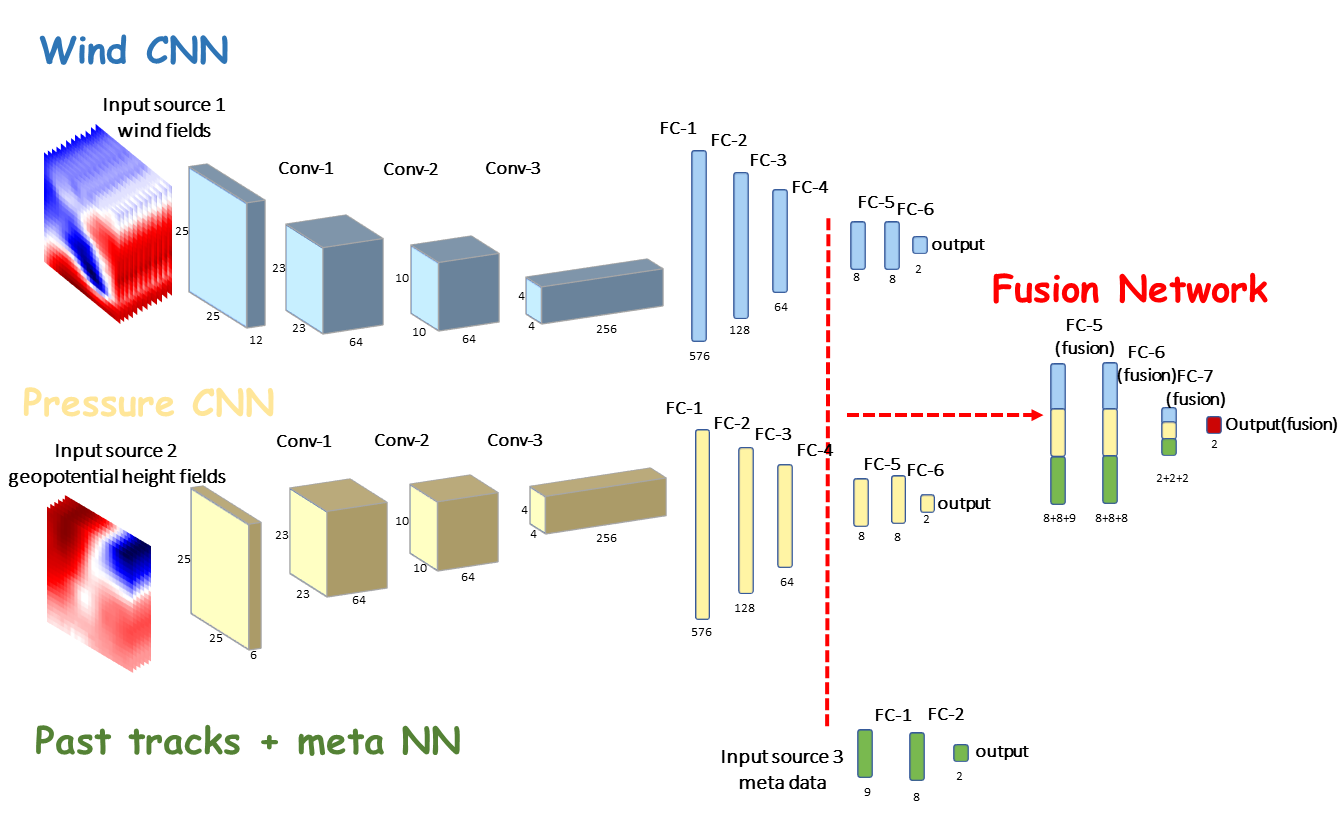 Wind CNN
Input source 1
wind fields
Conv-1
Conv-2
Conv-3
FC-1
FC-2
FC-3
FC-4
FC-5
FC-6
output
25
25
12
23
23
64
10
10
64
4
4
256
576
128
64
8
8
2
Pressure CNN
Input source 2
geopotential height fields
Conv-1
Conv-2
Conv-3
FC-1
FC-2
FC-3
FC-4
FC-5
FC-6
output
25
25
6
23
23
64
10
10
64
4
4
256
576
128
64
8
8
2
Past tracks + meta NN
Input source 3
meta data
FC-1
FC-2
output
9
8
2
Fusion Network
FC-5
(fusion)
FC-6
(fusion)
FC-7
(fusion)
Output(fusion)
2
8+8+9
8+8+8
2+2+2